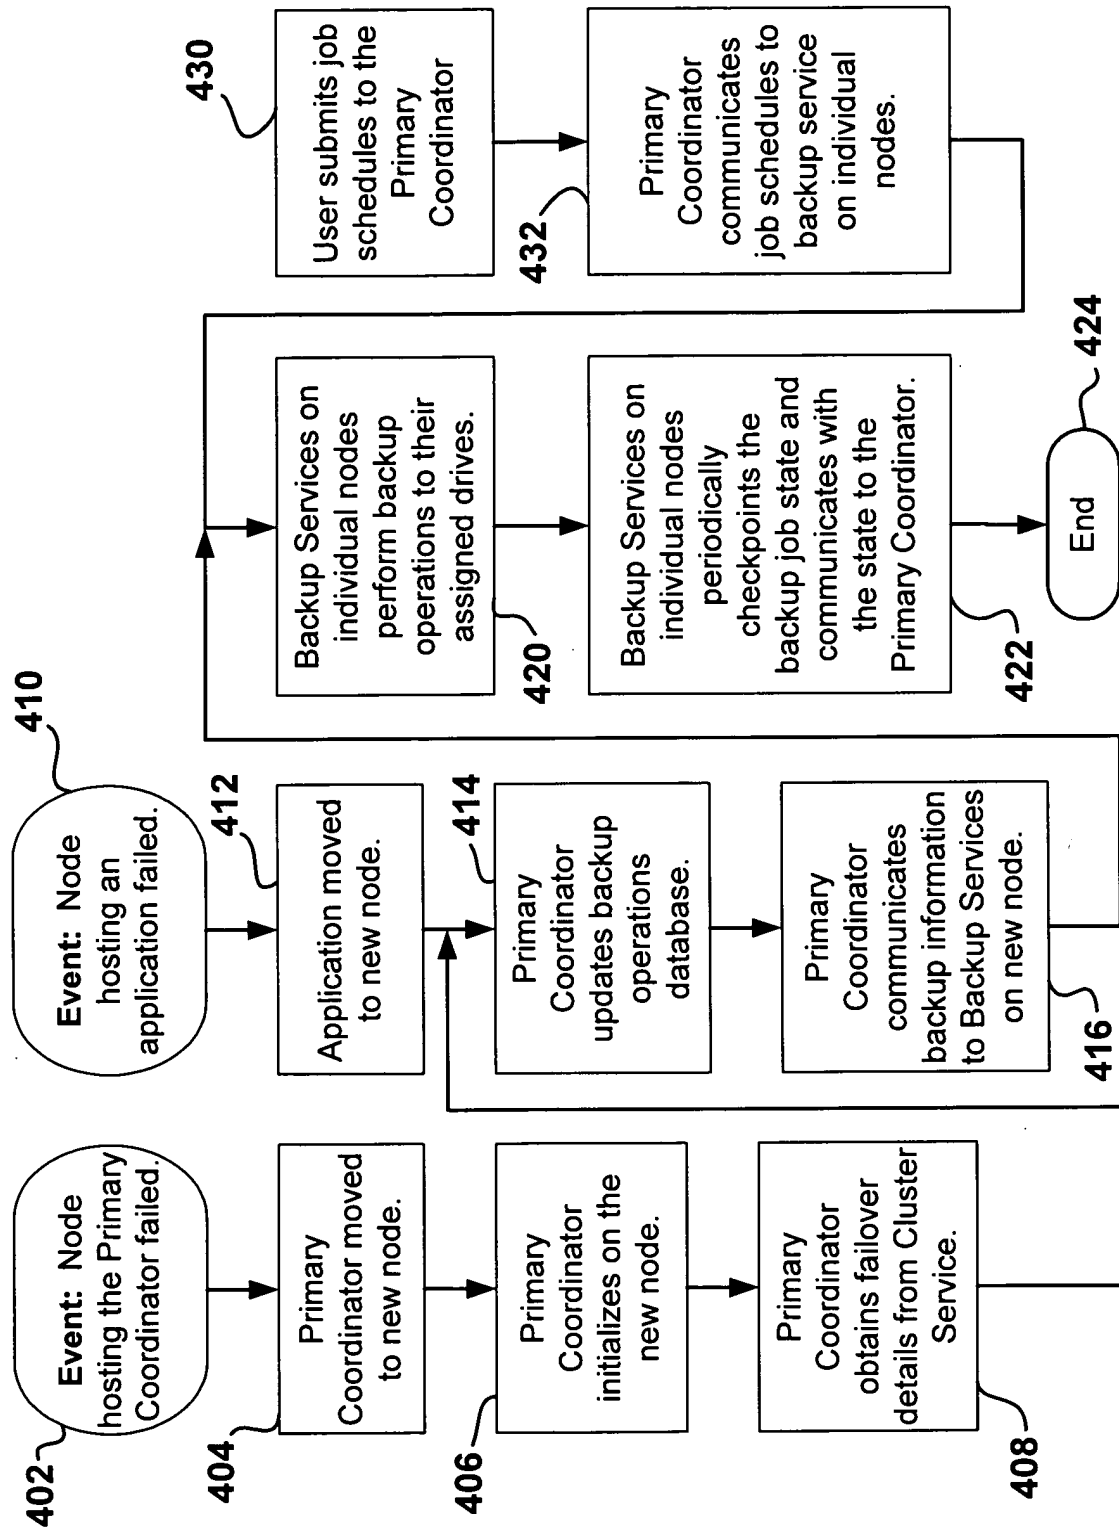 402
Event: Node
hosting the Primary
Coordinator failed.
404
Primary
Coordinator moved
to new node.
406
Primary
Coordinator
initializes on the
new node.
408
Primary
Coordinator
obtains failover
details from Cluster
Service.
410
Event: Node
hosting an
application failed.
412
Application moved
to new node.
414
Primary
Coordinator
updates backup
operations
database.
416
Primary
Coordinator
communicates
backup information
to Backup Services
on new node.
420
Backup Services on
individual nodes
perform backup
operations to their
assigned drives.
422
Backup Services on
individual nodes
periodically
checkpoints the
backup job state and
communicates with
the state to the
Primary Coordinator.
424
End
430
User submits job
schedules to the
Primary
Coordinator
432
Primary
Coordinator
communicates
job schedules to
backup service
on individual
nodes.